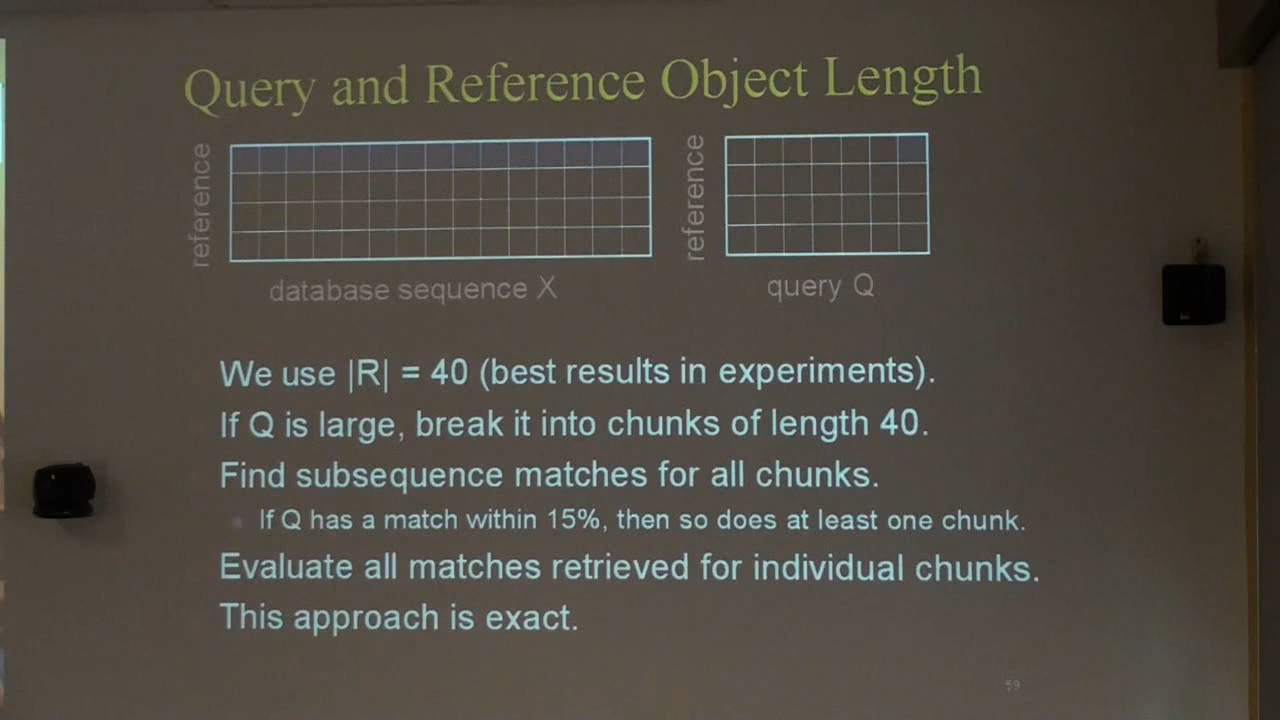 Query and Reference Object Length
reference
reference
database sequence X
query Q
We use |R| = 40 (best results in experiments).
If Q is large, break it into chunks of length 40.
Find subsequence matches for all chunks.
If Q has a match within 15%, then so does at least one chunk.
Evaluate all matches retrieved for individual chunks.
This approach is exact.
59